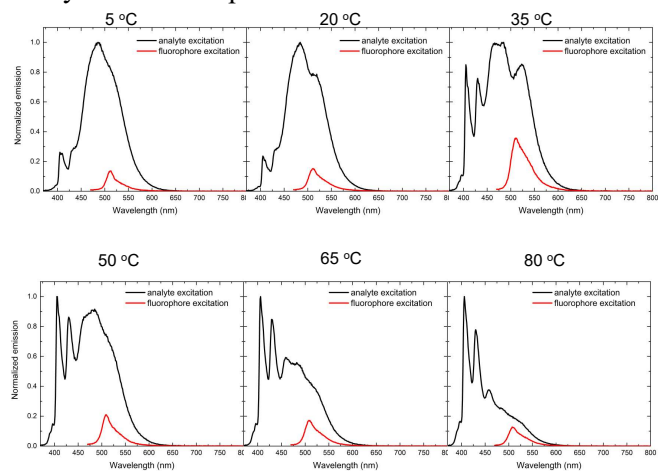 5 °C 20 °C 35 °C
analyte excitation analyte excitation analyte excitation
fluorophore excitation fluorophore excitation fluorophore excitation
Normalized emission
1.0
0.8
0.6
0.4
0.2
0.0
400 450 500 550 600 650 700 750 400 450 500 550 600 650 700 750 400 450 500 550 600 650 700 750 800
Wavelength (nm) Wavelength (nm) Wavelength (nm)
50 °C 65 °C 80 °C
analyte excitation analyte excitation analyte excitation
fluorophore excitation fluorophore excitation fluorophore excitation
Normalized emission
1.0
0.8
0.6
0.4
0.2
0.0
400 450 500 550 600 650 700 750 400 450 500 550 600 650 700 750 400 450 500 550 600 650 700 750 800
Wavelength (nm) Wavelength (nm) Wavelength (nm)